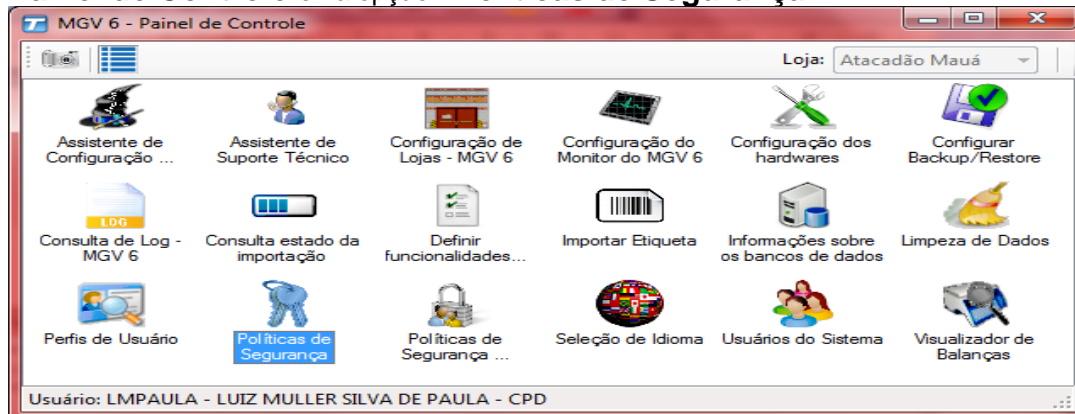 MGV 6 - Painel de Controle
Loja: Atacadão Mauá
Assistente de Configuração ...
Assistente de Suporte Técnico
Configuração de Lojas - MGV 6
Configuração do Monitor do MGV 6
Configuração dos hardwares
Configurar Backup/Restore
LOG
Consulta de Log - MGV 6
Consulta estado da importação
Definir funcionalidades...
Importar Etiqueta
Informações sobre os bancos de dados
Limpeza de Dados
Perfis de Usuário
Políticas de Segurança
Políticas de Segurança ...
Seleção de Idioma
Usuários do Sistema
Visualizador de Balanças
Usuário: LMPAULA - LUIZ MULLER SILVA DE PAULA - CPD